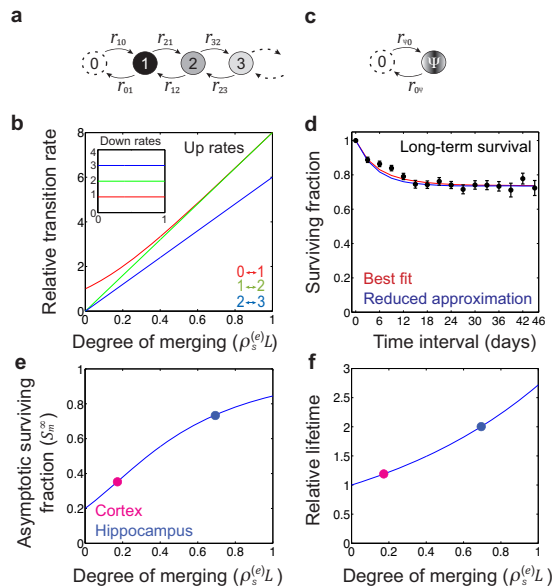 a
r₁₀ r₂₁ r₃₂
0 1 2 3
r₀₁ r₁₂ r₂₃
c
rΨ₀
0 Ψ
r₀Ψ
b
Relative transition rate
8
6
4
2
0
Down rates
4
3
2
1
0
0 1
Up rates
0↔1
1↔2
2↔3
0 0.2 0.4 0.6 0.8 1
Degree of merging (ρₛ⁽ᵉ⁾L)
d
Surviving fraction
1
0.8
0.6
0.4
0.2
0
Long-term survival
Best fit
Reduced approximation
0 6 12 18 24 30 36 42 46
Time interval (days)
e
Asymptotic surviving
fraction (Sₘ∞)
1
0.8
0.6
0.4
0.2
0
Cortex
Hippocampus
0 0.2 0.4 0.6 0.8 1
Degree of merging (ρₛ⁽ᵉ⁾L)
f
Relative lifetime
3
2.5
2
1.5
1
0.5
0
0 0.2 0.4 0.6 0.8 1
Degree of merging (ρₛ⁽ᵉ⁾L)